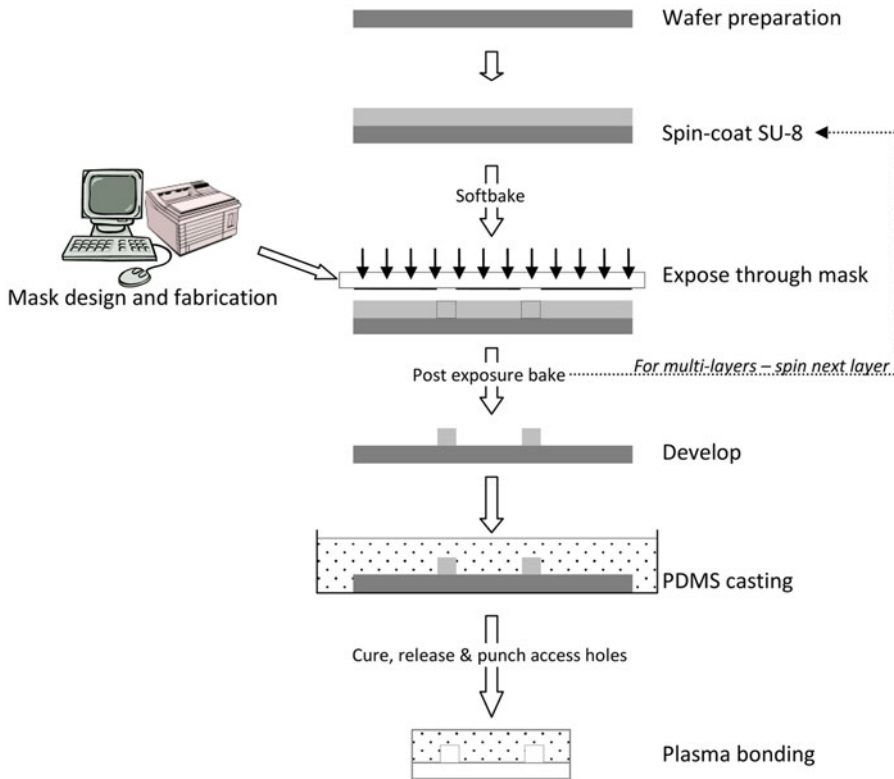 Wafer preparation
Spin-coat SU-8
Softbake
Mask design and fabrication
Expose through mask
Post exposure bake
For multi-layers – spin next layer
Develop
PDMS casting
Cure, release & punch access holes
Plasma bonding